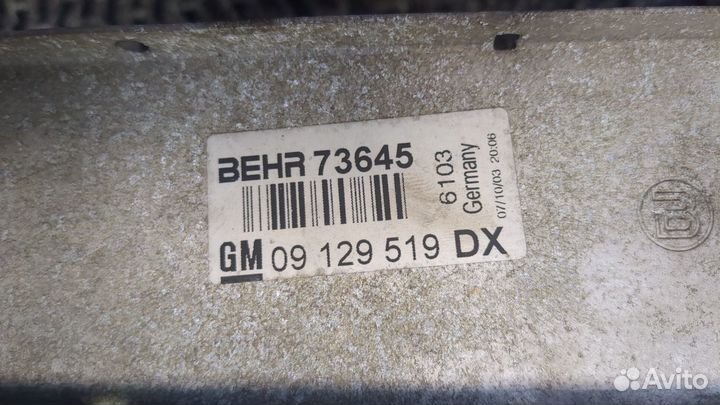 BEHR 73645
6103
Germany
07/10/03 20:06
GM 09 129 519 DX
Avito